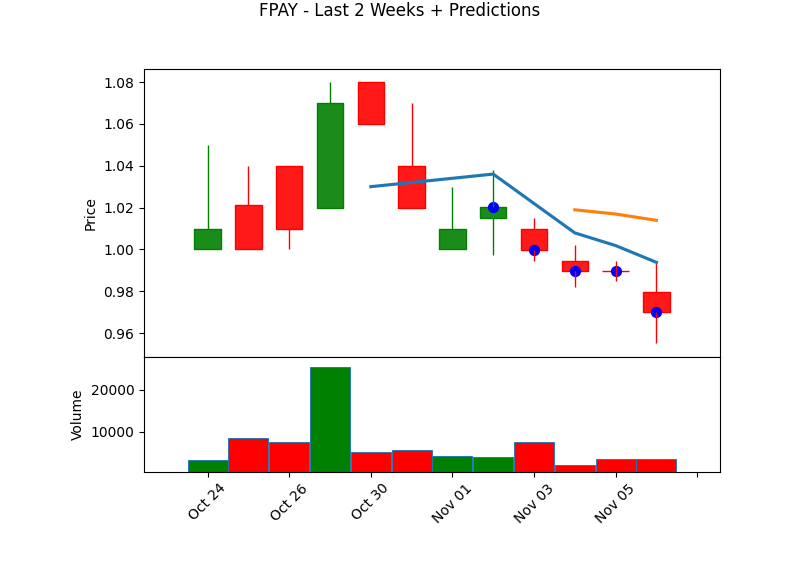 FPAY - Last 2 Weeks + Predictions
1.08
1.06
1.04
1.02
1.00
0.98
0.96
Price
20000
10000
Volume
Oct 24
Oct 26
Oct 30
Nov 01
Nov 03
Nov 05